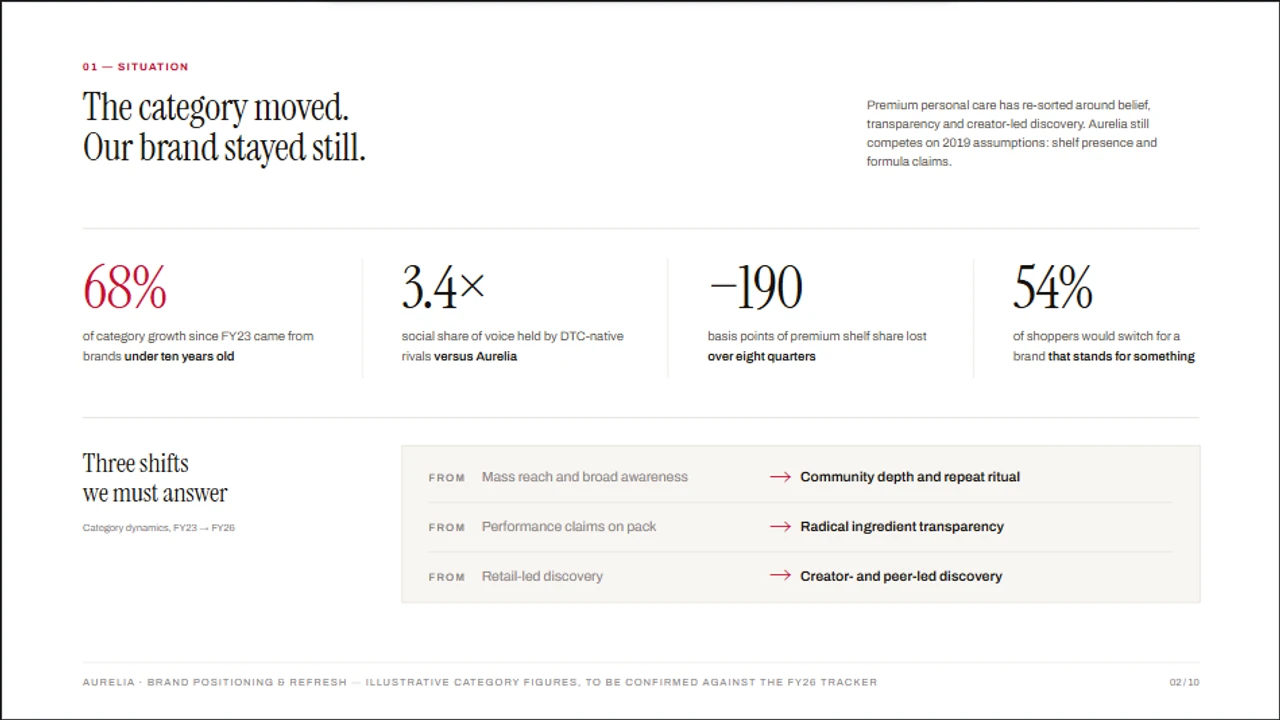 01 — SITUATION
The category moved.
Our brand stayed still.
Premium personal care has re-sorted around belief,
transparency and creator-led discovery. Aurelia still
competes on 2019 assumptions: shelf presence and
formula claims.
68%
of category growth since FY23 came from
brands under ten years old
3.4×
social share of voice held by DTC-native
rivals versus Aurelia
−190
basis points of premium shelf share lost
over eight quarters
54%
of shoppers would switch for a
brand that stands for something
Three shifts
we must answer
Category dynamics, FY23 → FY26
FROM Mass reach and broad awareness → Community depth and repeat ritual
FROM Performance claims on pack → Radical ingredient transparency
FROM Retail-led discovery → Creator- and peer-led discovery
AURELIA · BRAND POSITIONING & REFRESH — ILLUSTRATIVE CATEGORY FIGURES, TO BE CONFIRMED AGAINST THE FY26 TRACKER
02 / 10